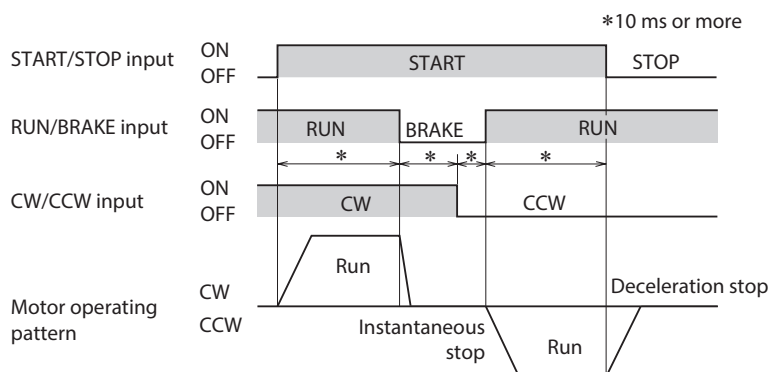 *10 ms or more
START/STOP input ON OFF START STOP
RUN/BRAKE input ON OFF RUN BRAKE RUN
* * * *
CW/CCW input ON OFF CW CCW
Motor operating pattern CW CCW Run Instantaneous stop Run Deceleration stop